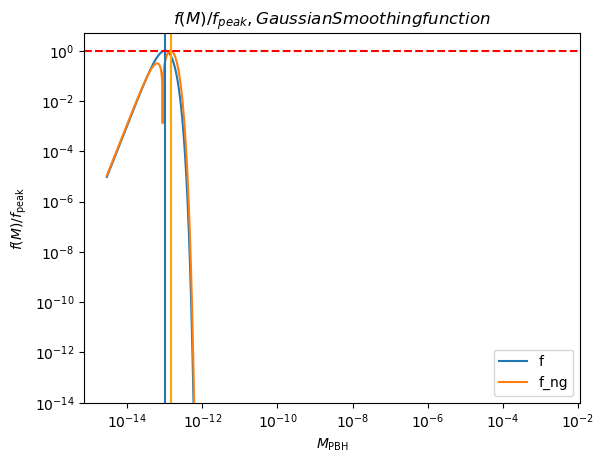 f(M)/f_peak, GaussianSmoothingfunction
10^0
10^−2
10^−4
10^−6
10^−8
10^−10
10^−12
10^−14
f(M)/f_peak
f
f_ng
10^−14 10^−12 10^−10 10^−8 10^−6 10^−4 10^−2
M_PBH